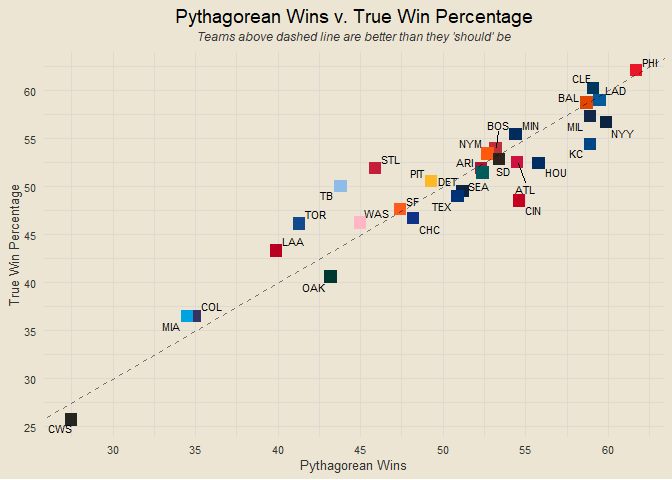 Pythagorean Wins v. True Win Percentage
Teams above dashed line are better than they 'should' be
True Win Percentage
60
55
50
45
40
35
30
25
PHI
CLE
LAD
BAL
MIL
NYY
BOS
MIN
NYM
KC
STL
ARI
SD
HOU
PIT
DET
SEA
ATL
TB
TEX
CIN
SF
TOR
WAS
CHC
LAA
OAK
COL
MIA
CWS
30
35
40
45
50
55
60
Pythagorean Wins